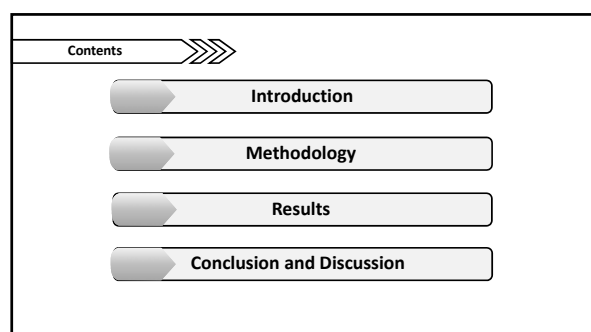 Contents
Introduction
Methodology
Results
Conclusion and Discussion